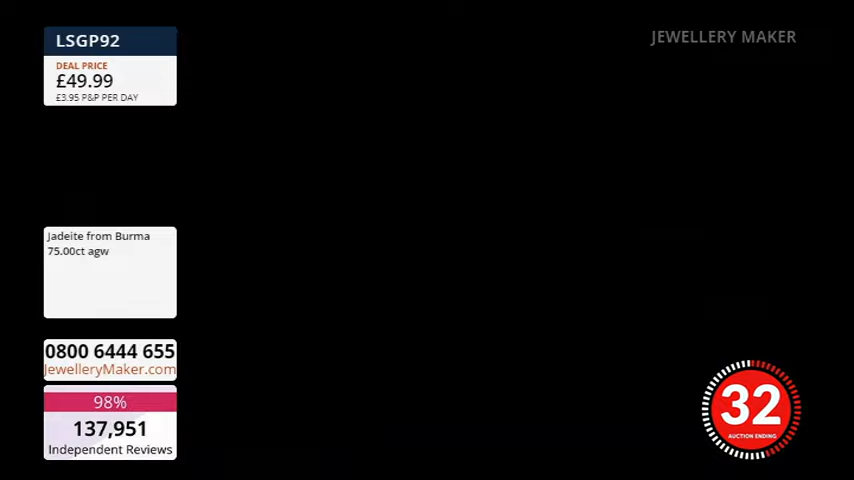 LSGP92
JEWELLERY MAKER
DEAL PRICE
£49.99
£3.95 P&P PER DAY
Jadeite from Burma
75.00ct agw
0800 6444 655
JewelleryMaker.com
98%
137,951
Independent Reviews
32
AUCTION ENDING